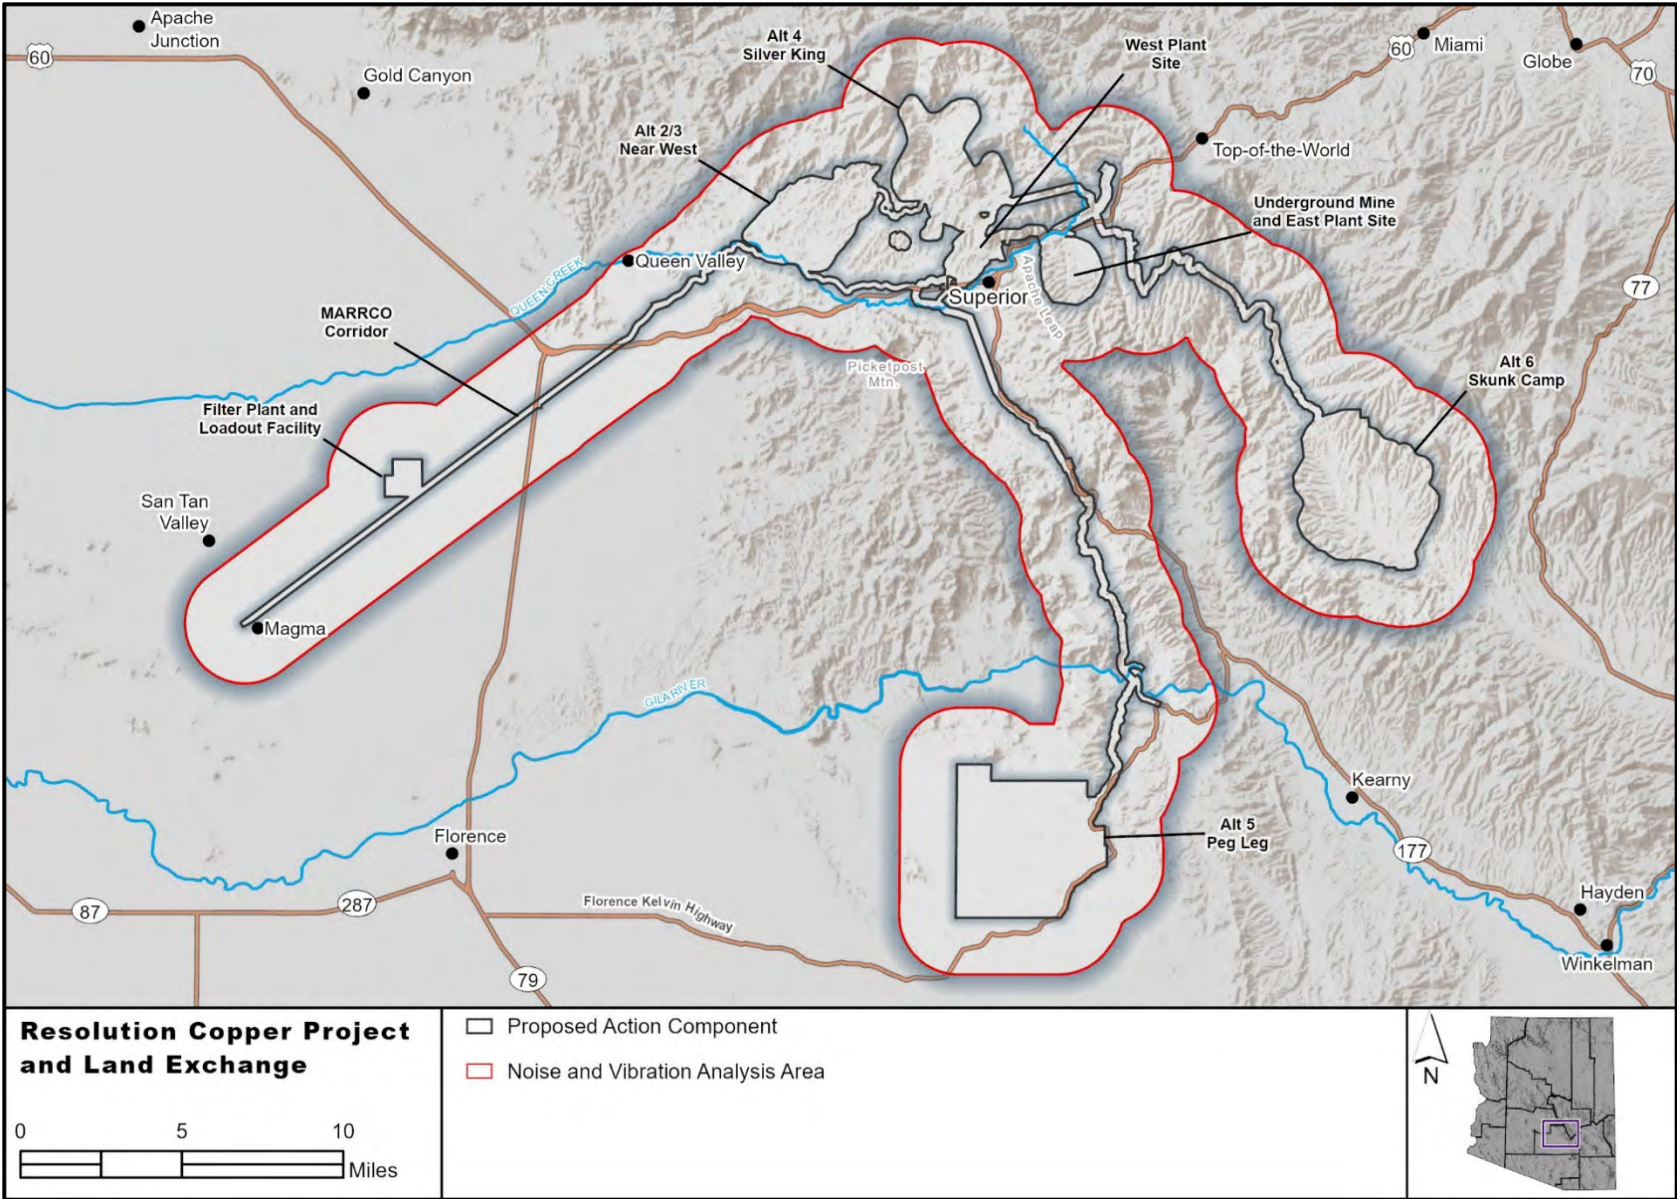 Apache
Junction
60
Gold Canyon
Alt 4
Silver King
West Plant
Site
60
Miami
Globe
70
Alt 2/3
Near West
Top-of-the-World
Underground Mine
and East Plant Site
QUEEN CREEK
Queen Valley
77
MARRCO
Corridor
Superior
Apache Leap
Picketpost
Mtn.
Alt 6
Skunk Camp
Filter Plant and
Loadout Facility
San Tan
Valley
Magma
GILA RIVER
Kearny
Florence
Alt 5
Peg Leg
177
Hayden
87
287
Florence Kelvin Highway
79
Winkelman
Resolution Copper Project
and Land Exchange
0 5 10
Miles
Proposed Action Component
Noise and Vibration Analysis Area
N